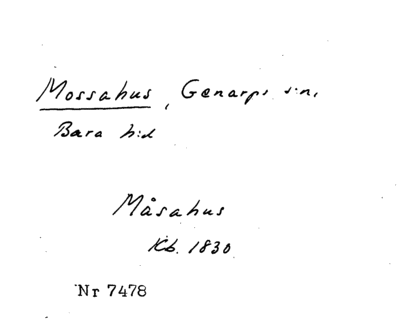 Mossahus, Genarps s:n,
Bara h:d
Måsahus
Kb. 1830
Nr 7478